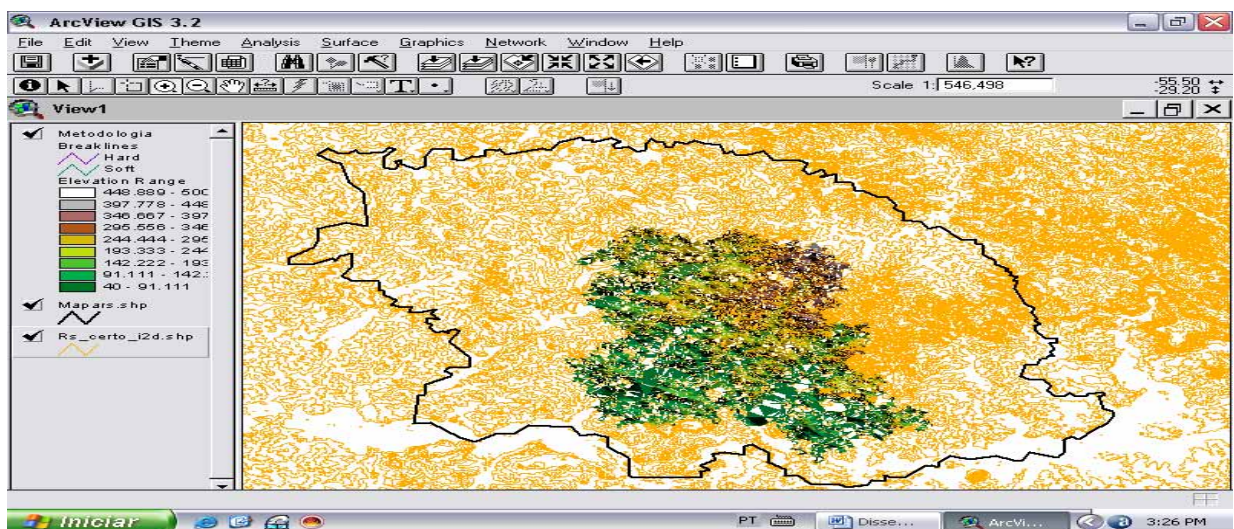 ArcView GIS 3.2
File Edit View Theme Analysis Surface Graphics Network Window Help
Scale 1: 546,498
-55.50
-29.20
View1
Metodologia
Breaklines
Hard
Soft
Elevation Range
448.889 - 500
397.778 - 448
346.667 - 397
295.556 - 346
244.444 - 295
193.333 - 244
142.222 - 193
91.111 - 142.
40 - 91.111
Mapars.shp
Rs_certo_i2d.shp
Iniciar
PT
Disse...
ArcVi...
3:26 PM